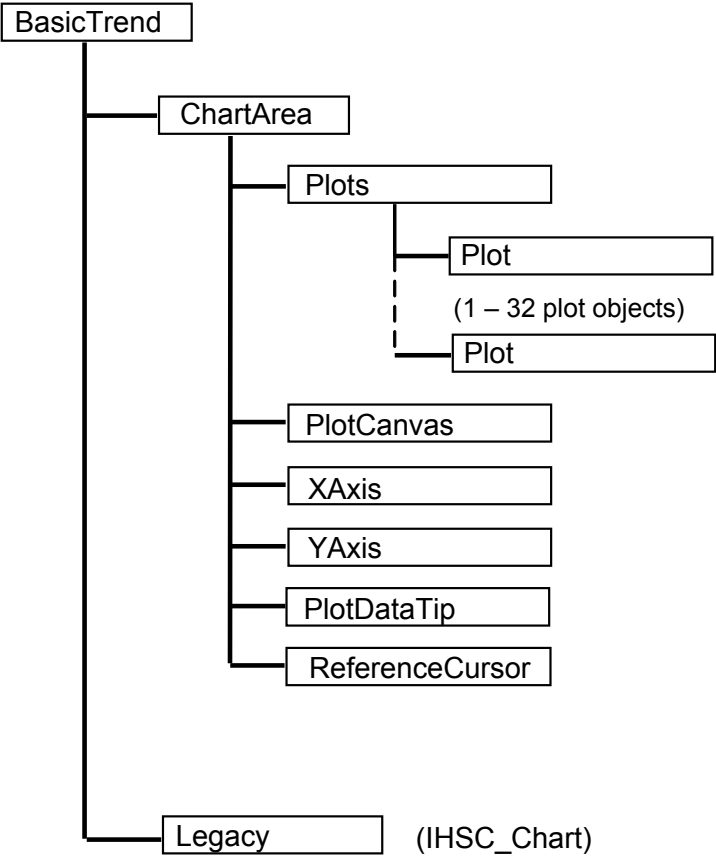 BasicTrend
ChartArea
Plots
Plot
(1 – 32 plot objects)
Plot
PlotCanvas
XAxis
YAxis
PlotDataTip
ReferenceCursor
Legacy (IHSC_Chart)